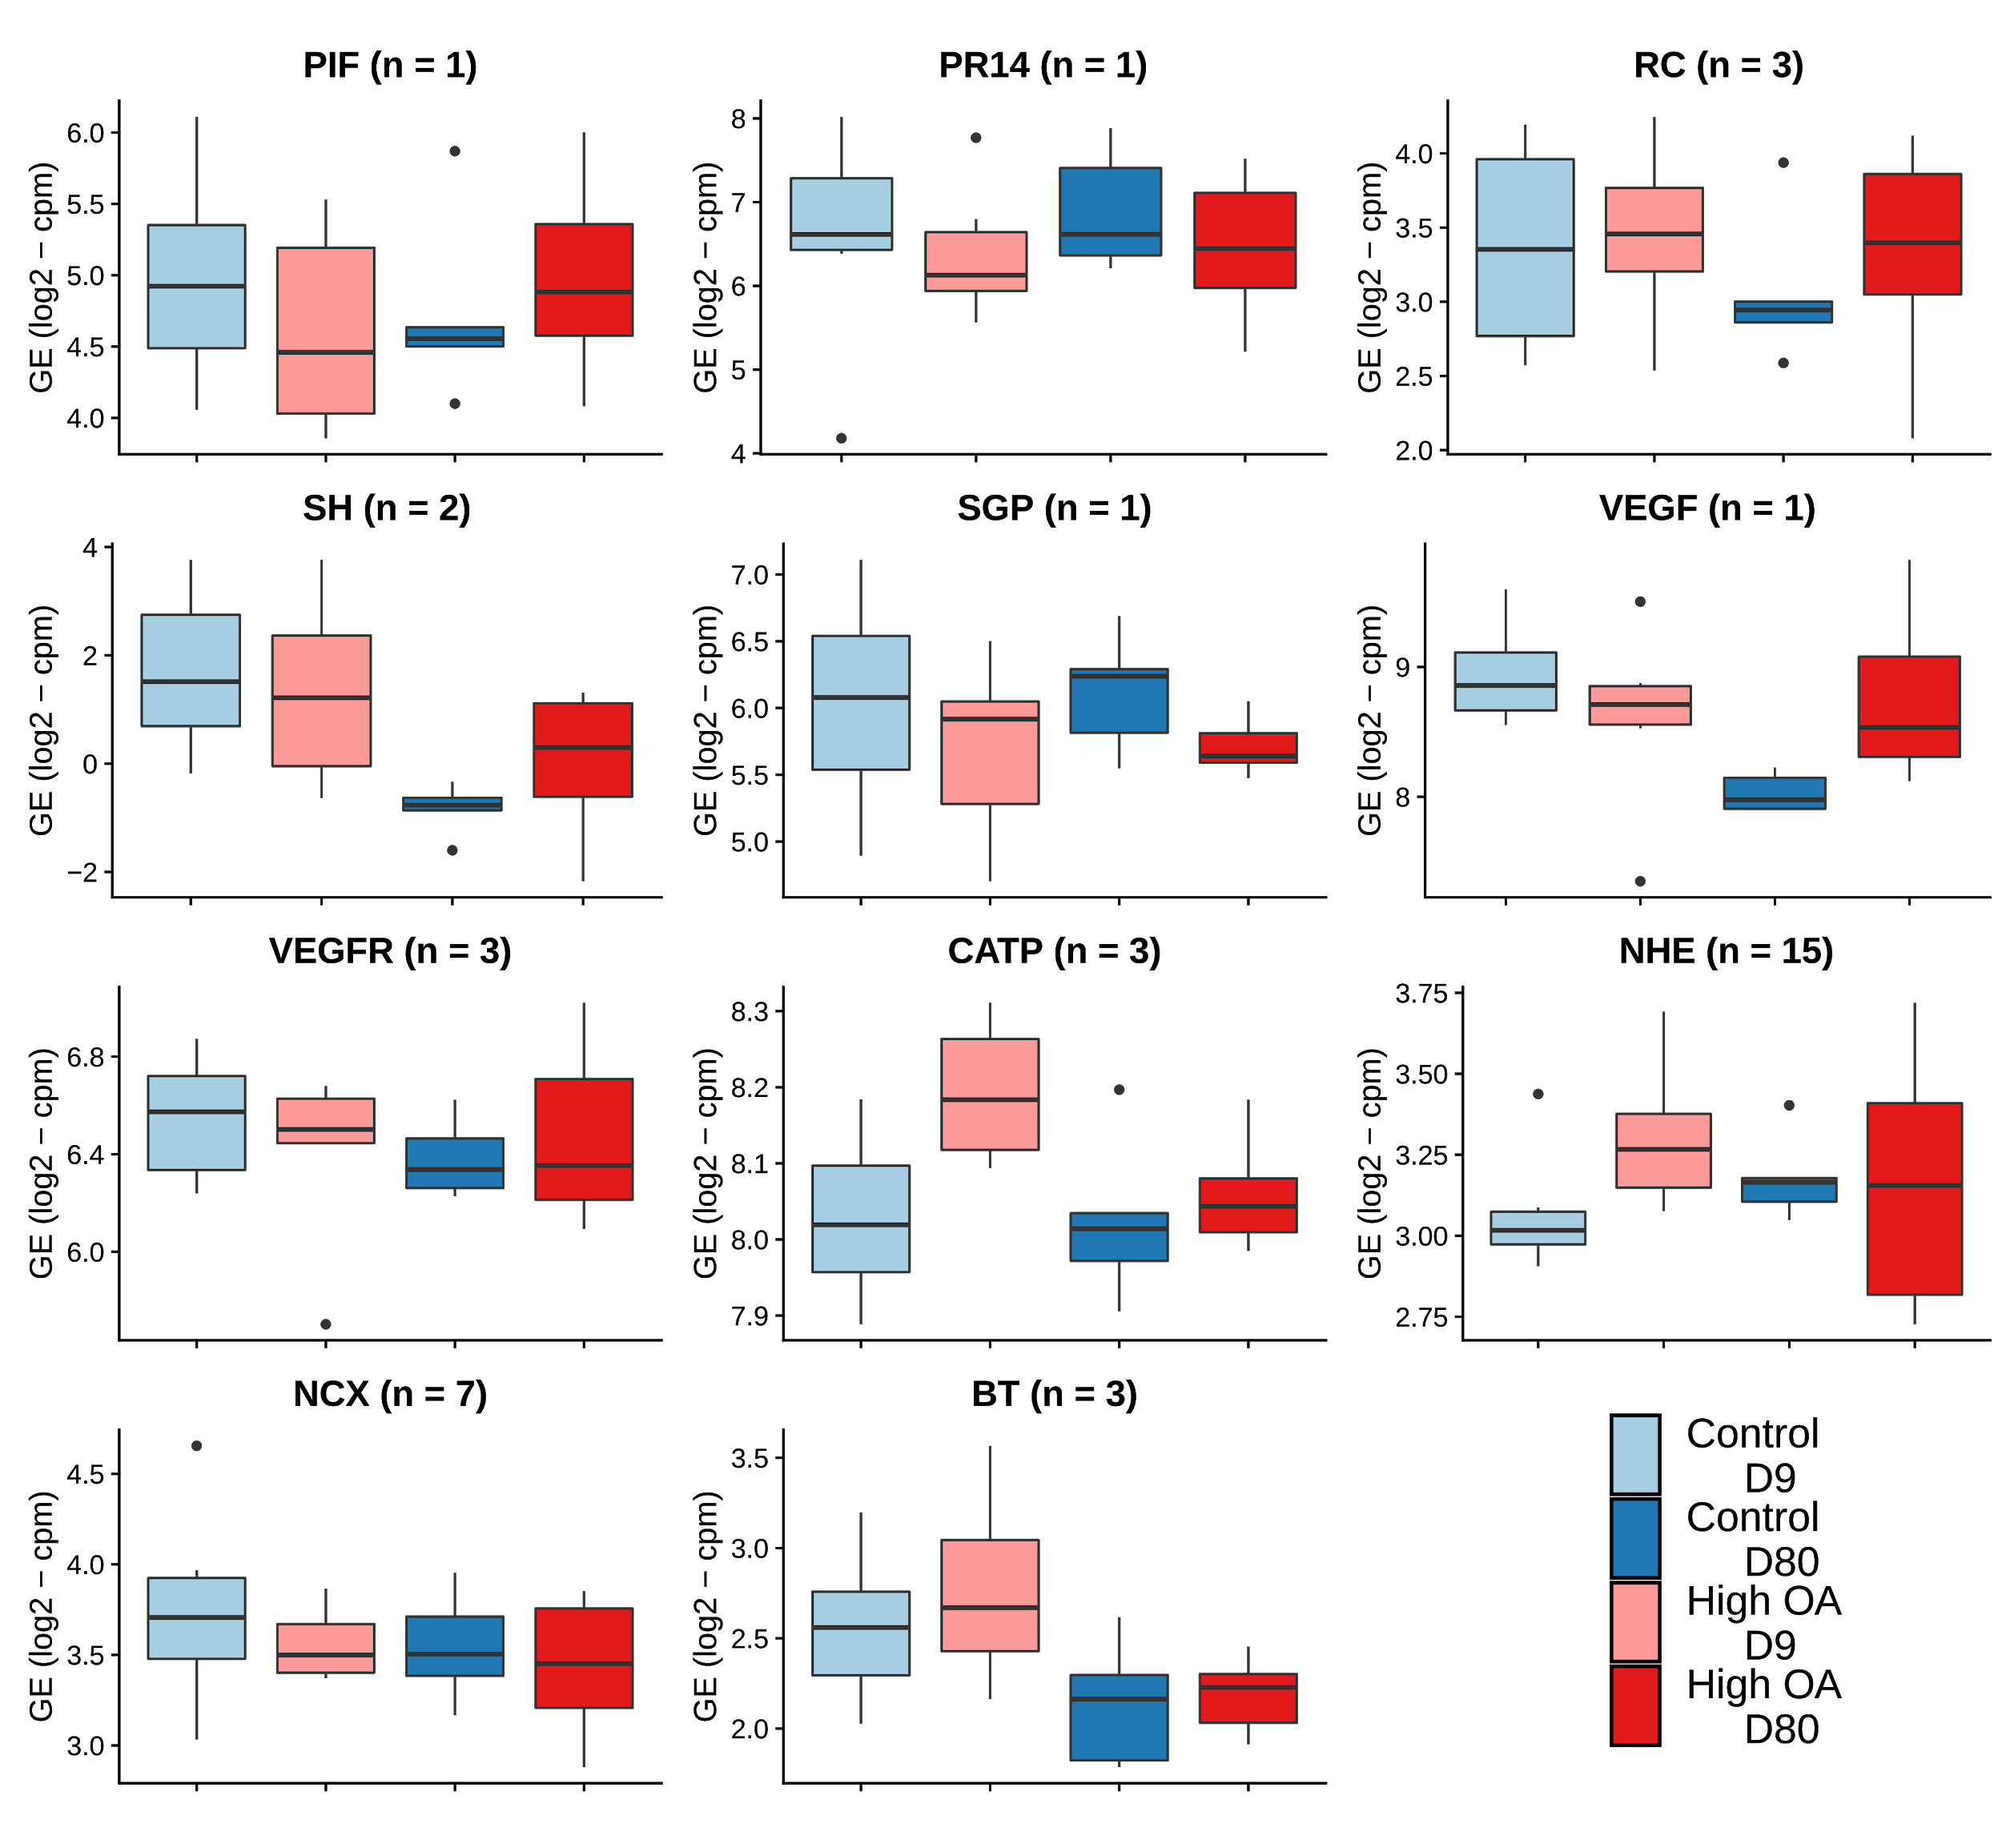 PIF (n = 1)
GE (log2 − cpm)
6.0
5.5
5.0
4.5
4.0
PR14 (n = 1)
GE (log2 − cpm)
8
7
6
5
4
RC (n = 3)
GE (log2 − cpm)
4.0
3.5
3.0
2.5
2.0
SH (n = 2)
GE (log2 − cpm)
4
2
0
−2
SGP (n = 1)
GE (log2 − cpm)
7.0
6.5
6.0
5.5
5.0
VEGF (n = 1)
GE (log2 − cpm)
9
8
VEGFR (n = 3)
GE (log2 − cpm)
6.8
6.4
6.0
CATP (n = 3)
GE (log2 − cpm)
8.3
8.2
8.1
8.0
7.9
NHE (n = 15)
GE (log2 − cpm)
3.75
3.50
3.25
3.00
2.75
NCX (n = 7)
GE (log2 − cpm)
4.5
4.0
3.5
3.0
BT (n = 3)
GE (log2 − cpm)
3.5
3.0
2.5
2.0
Control
D9
Control
D80
High OA
D9
High OA
D80